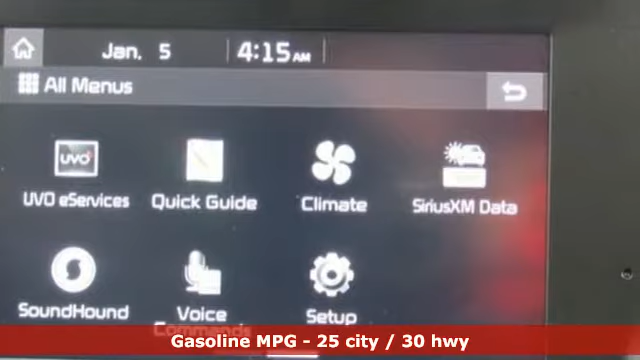 Jan. 5 4:15 AM
All Menus
UVO
UVO eServices Quick Guide Climate SiriusXM Data
SoundHound Voice Commands Setup
Gasoline MPG - 25 city / 30 hwy